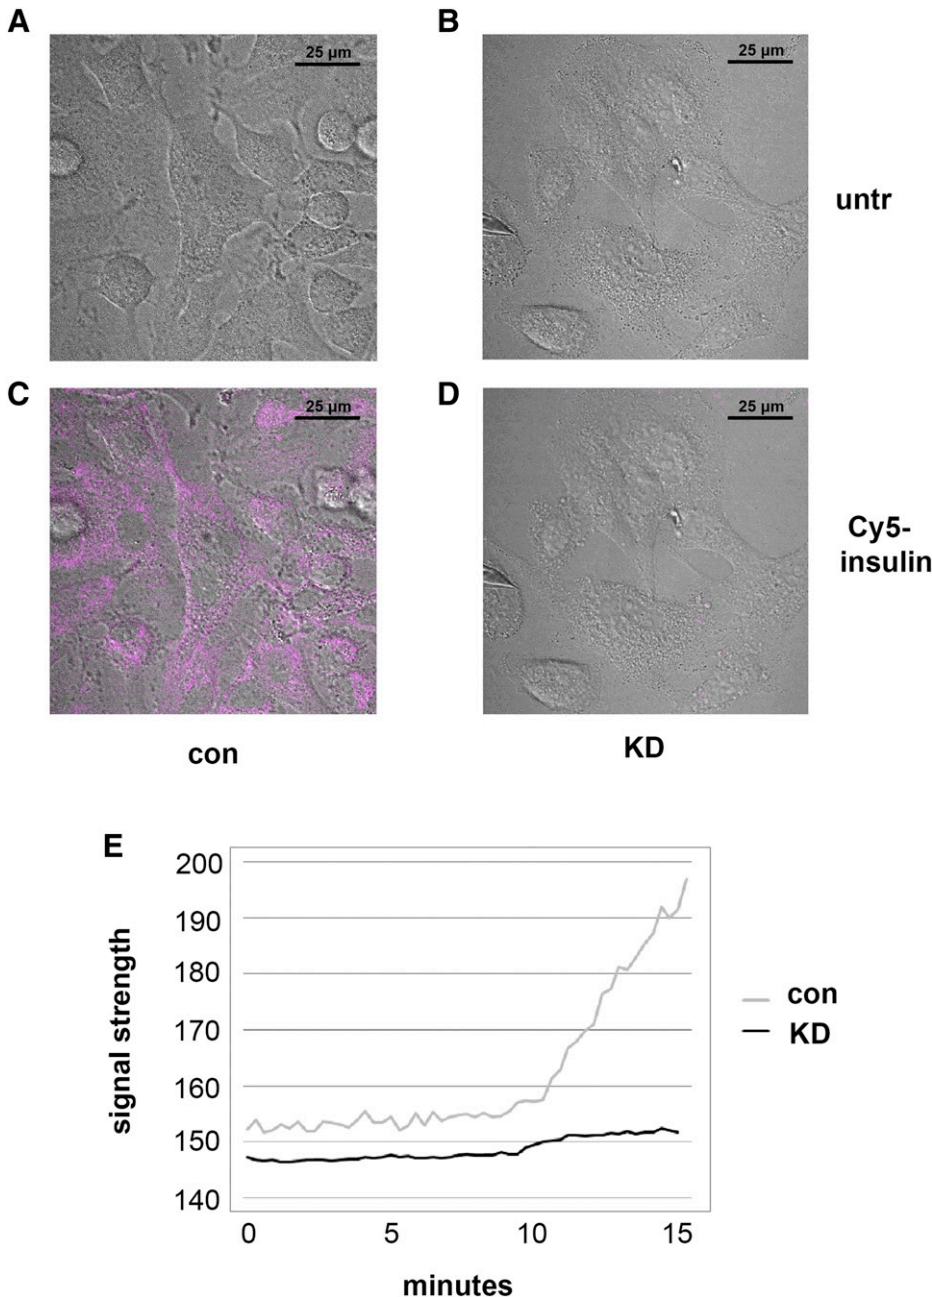 A
B
25 µm
25 µm
untr
C
D
25 µm
25 µm
Cy5-
insulin
con
KD
E
200
190
180
170
160
150
140
signal strength
con
KD
0 5 10 15
minutes